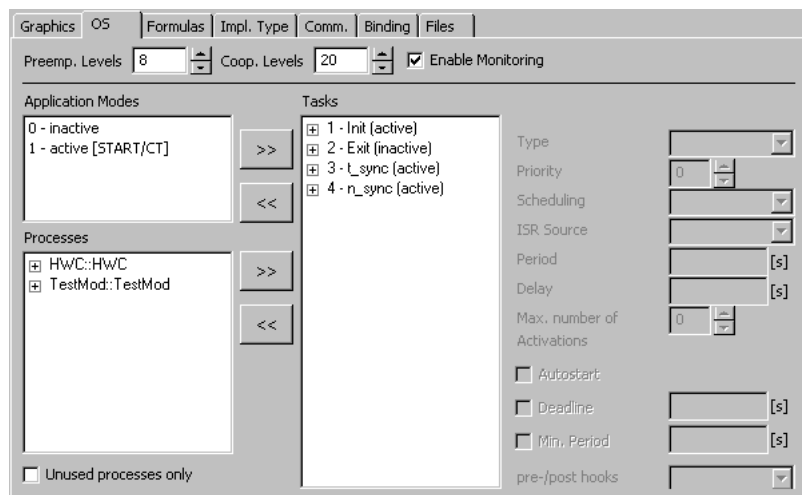 Graphics OS Formulas Impl. Type Comm. Binding Files
Preemp. Levels 8 Coop. Levels 20 Enable Monitoring
Application Modes
0 - inactive
1 - active [START/CT]
>>
<<
Processes
HWC::HWC
TestMod::TestMod
>>
<<
Unused processes only
Tasks
1 - Init (active)
2 - Exit (inactive)
3 - t_sync (active)
4 - n_sync (active)
Type
Priority 0
Scheduling
ISR Source
Period [s]
Delay [s]
Max. number of 0
Activations
Autostart
Deadline [s]
Min. Period [s]
pre-/post hooks